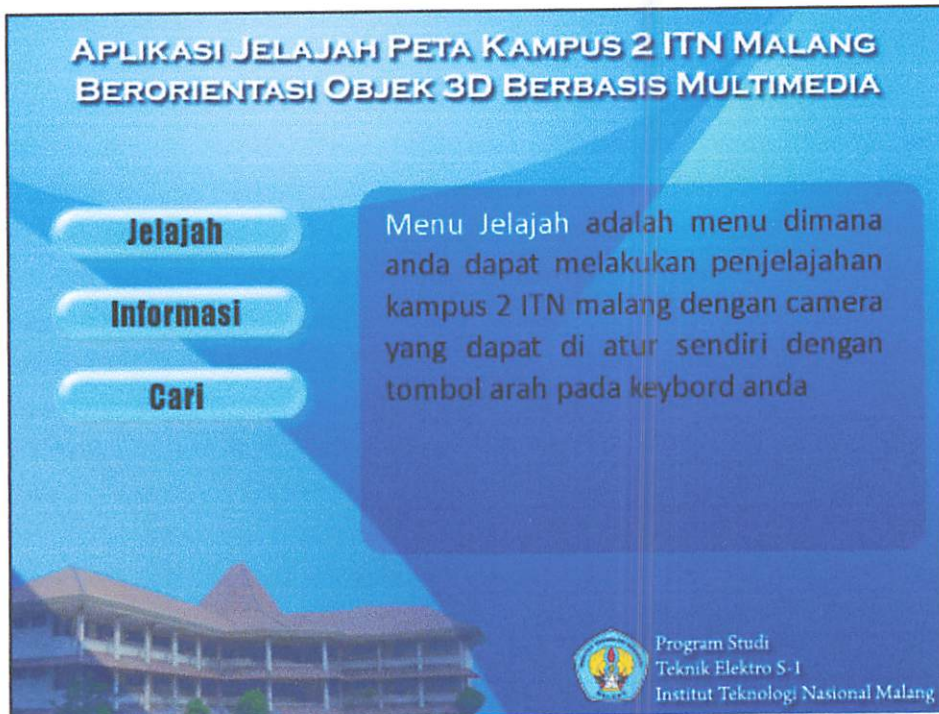 APLIKASI JELAJAH PETA KAMPUS 2 ITN MALANG
BERORIENTASI OBJEK 3D BERBASIS MULTIMEDIA
Jelajah
Informasi
Cari
Menu Jelajah adalah menu dimana
anda dapat melakukan penjelajahan
kampus 2 ITN malang dengan camera
yang dapat di atur sendiri dengan
tombol arah pada keybord anda
Program Studi
Teknik Elektro S-1
Institut Teknologi Nasional Malang